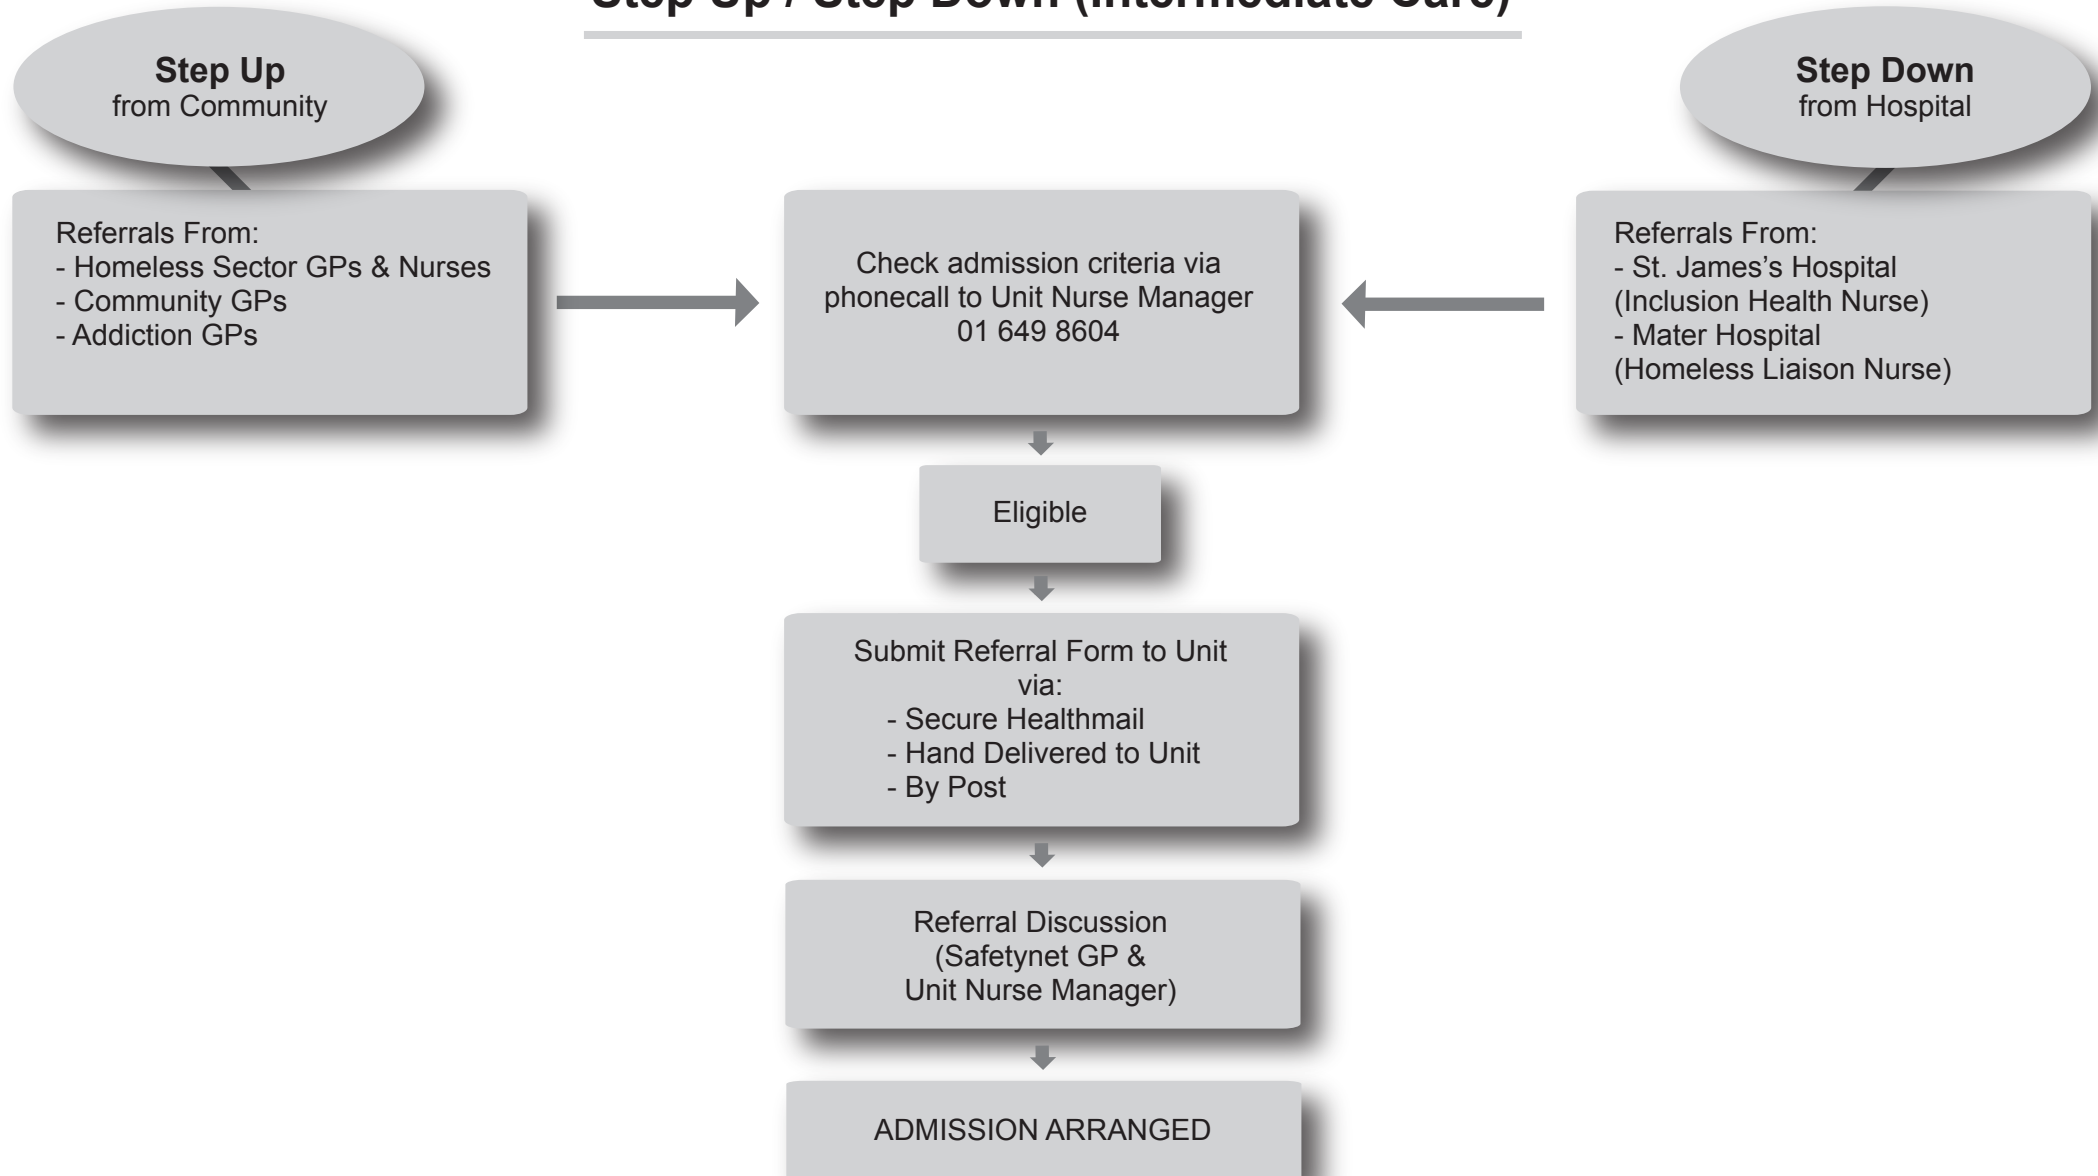 Step Up / Step Down (Intermediate Care)
Step Up
from Community
Step Down
from Hospital
Referrals From:
- Homeless Sector GPs & Nurses
- Community GPs
- Addiction GPs
Check admission criteria via
phonecall to Unit Nurse Manager
01 649 8604
Referrals From:
- St. James’s Hospital
(Inclusion Health Nurse)
- Mater Hospital
(Homeless Liaison Nurse)
Eligible
Submit Referral Form to Unit
via:
- Secure Healthmail
- Hand Delivered to Unit
- By Post
Referral Discussion
(Safetynet GP &
Unit Nurse Manager)
ADMISSION ARRANGED